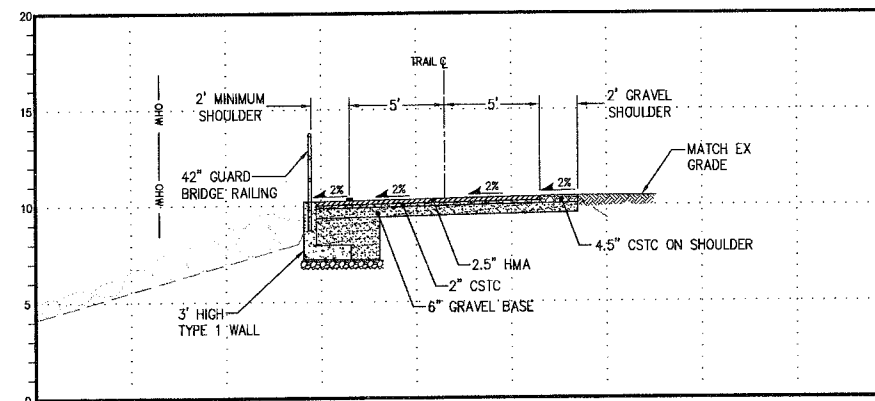 20
15
10
5
0
OHW
OHW
2' MINIMUM
SHOULDER
5'
TRAIL ℄
5'
2' GRAVEL
SHOULDER
42" GUARD
BRIDGE RAILING
2%
2%
2%
2%
MATCH EX
GRADE
4.5" CSTC ON SHOULDER
2.5" HMA
2" CSTC
6" GRAVEL BASE
3' HIGH
TYPE 1 WALL